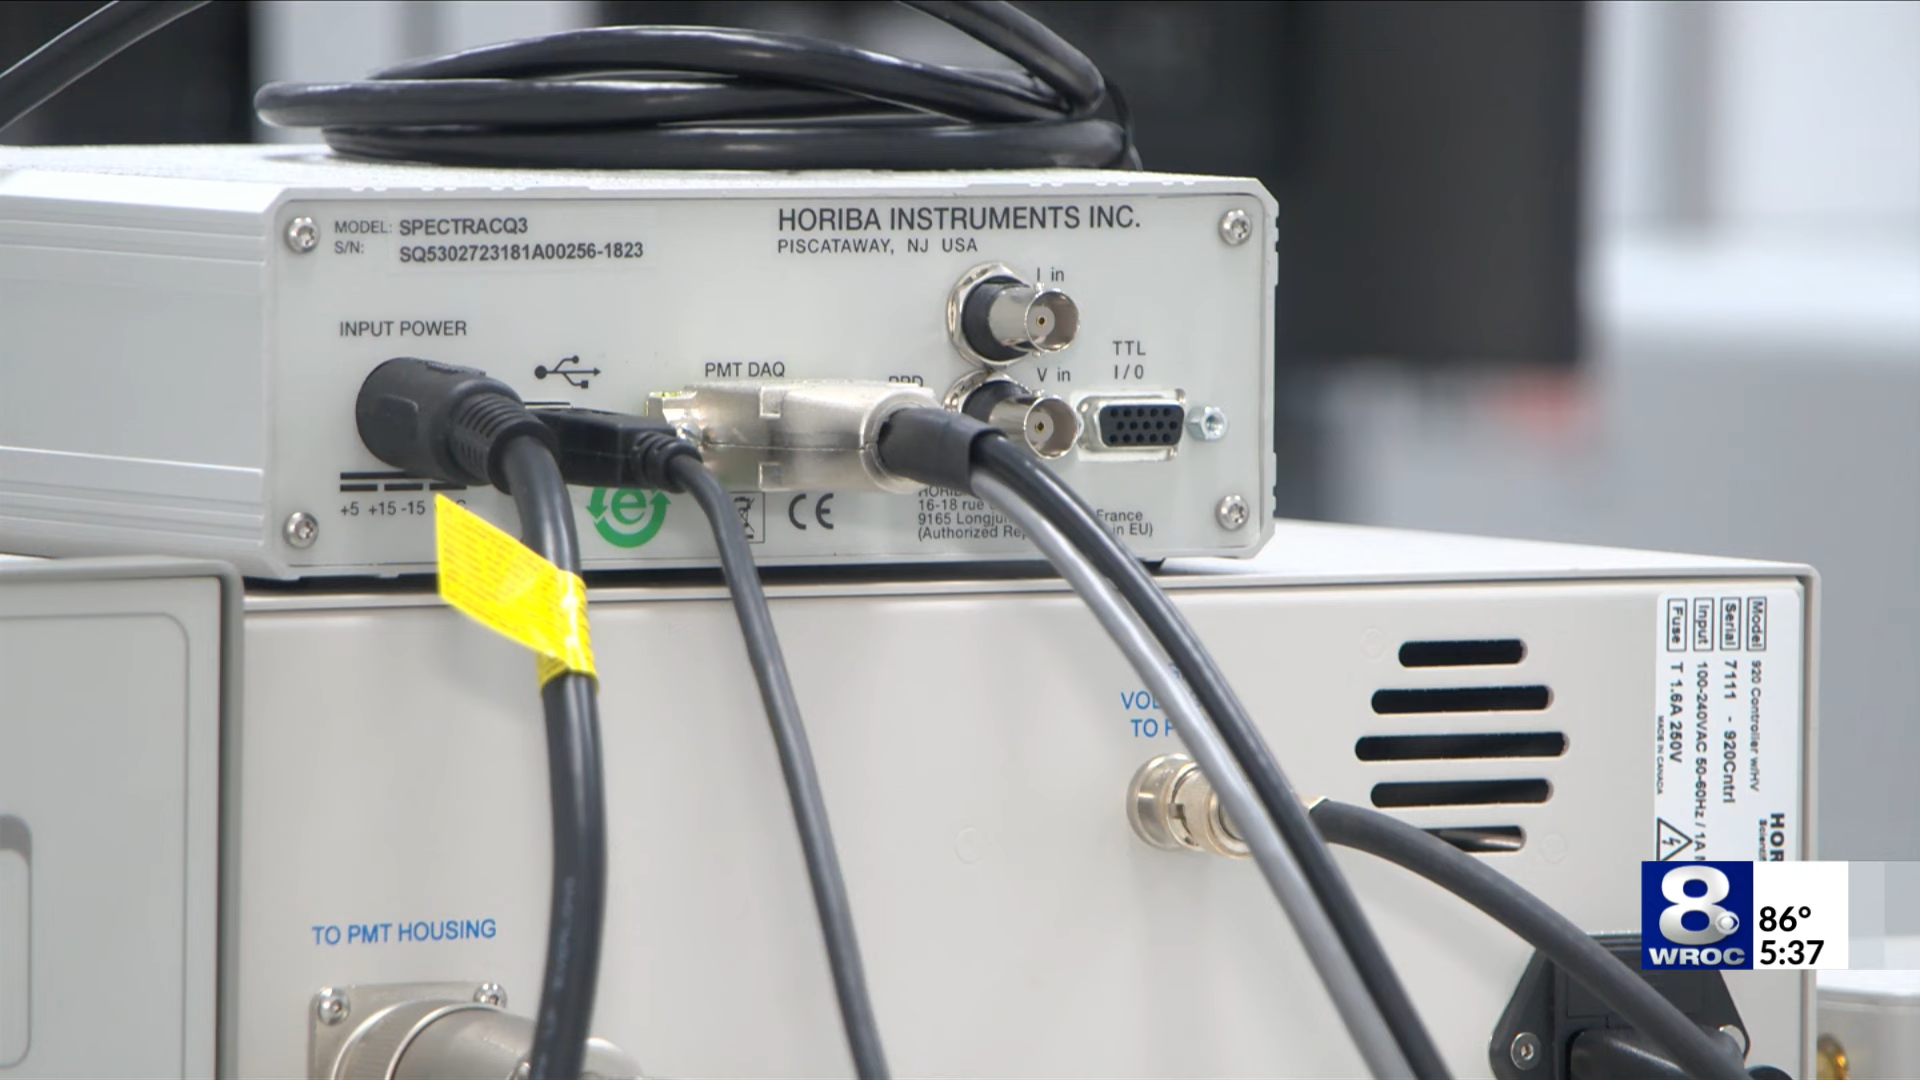 MODEL: SPECTRACQ3
S/N: SQ5302723181A00256-1823
HORIBA INSTRUMENTS INC.
PISCATAWAY, NJ USA
I in
INPUT POWER
PMT DAQ
V in
TTL
I/O
+5 +15 -15
CE
16-18 rue
9165 France
(Authorized in EU)
TO
TO PMT HOUSING
Model 920 Controller w/HV
Serial 7111 - 920Cntrl
Input 100-240VAC 50-60Hz / 1A
Fuse T 1.6A 250V
MADE IN CANADA
8
WROC
86°
5:37